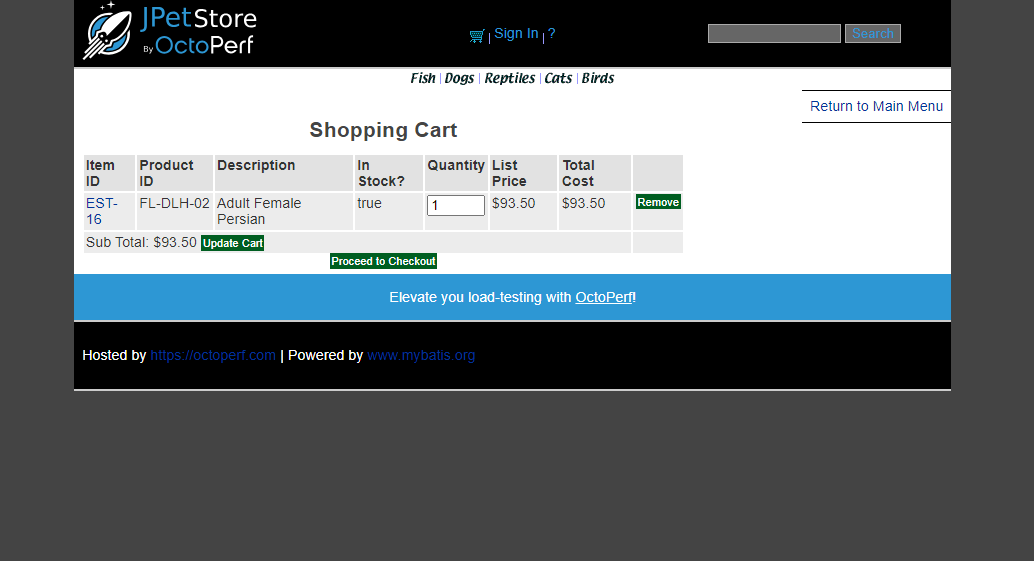 JPetStore
By OctoPerf
| Sign In | ?
Search
Fish | Dogs | Reptiles | Cats | Birds
Return to Main Menu
Shopping Cart
Item ID Product ID Description In Stock? Quantity List Price Total Cost
EST-16 FL-DLH-02 Adult Female Persian true 1 $93.50 $93.50 Remove
Sub Total: $93.50 Update Cart
Proceed to Checkout
Elevate you load-testing with OctoPerf!
Hosted by https://octoperf.com | Powered by www.mybatis.org